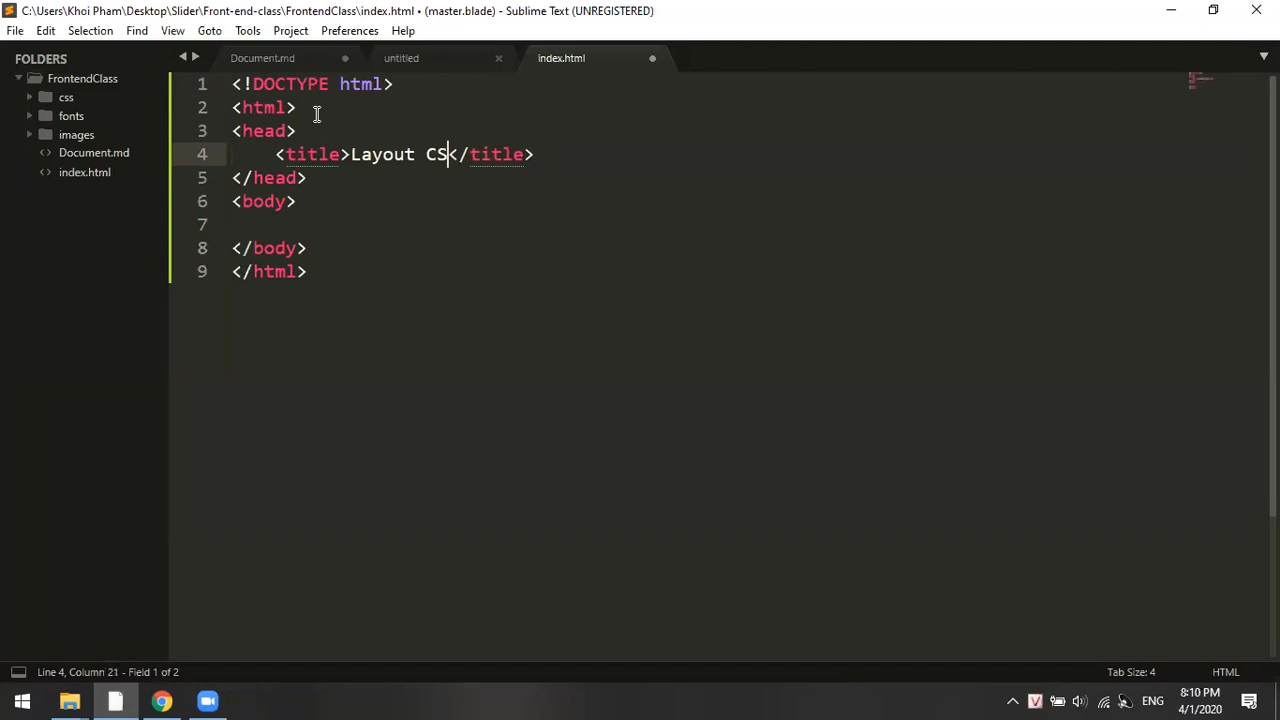 C:\Users\Khoi Pham\Desktop\Slider\Front-end-class\FrontendClass\index.html • (master.blade) - Sublime Text (UNREGISTERED)
File Edit Selection Find View Goto Tools Project Preferences Help
FOLDERS
FrontendClass
css
fonts
images
Document.md
index.html
Document.md untitled index.html
1 <!DOCTYPE html>
2 <html>
3 <head>
4 <title>Layout CS</title>
5 </head>
6 <body>
7
8 </body>
9 </html>
Line 4, Column 21 - Field 1 of 2 Tab Size: 4 HTML
ENG
8:10 PM
4/1/2020